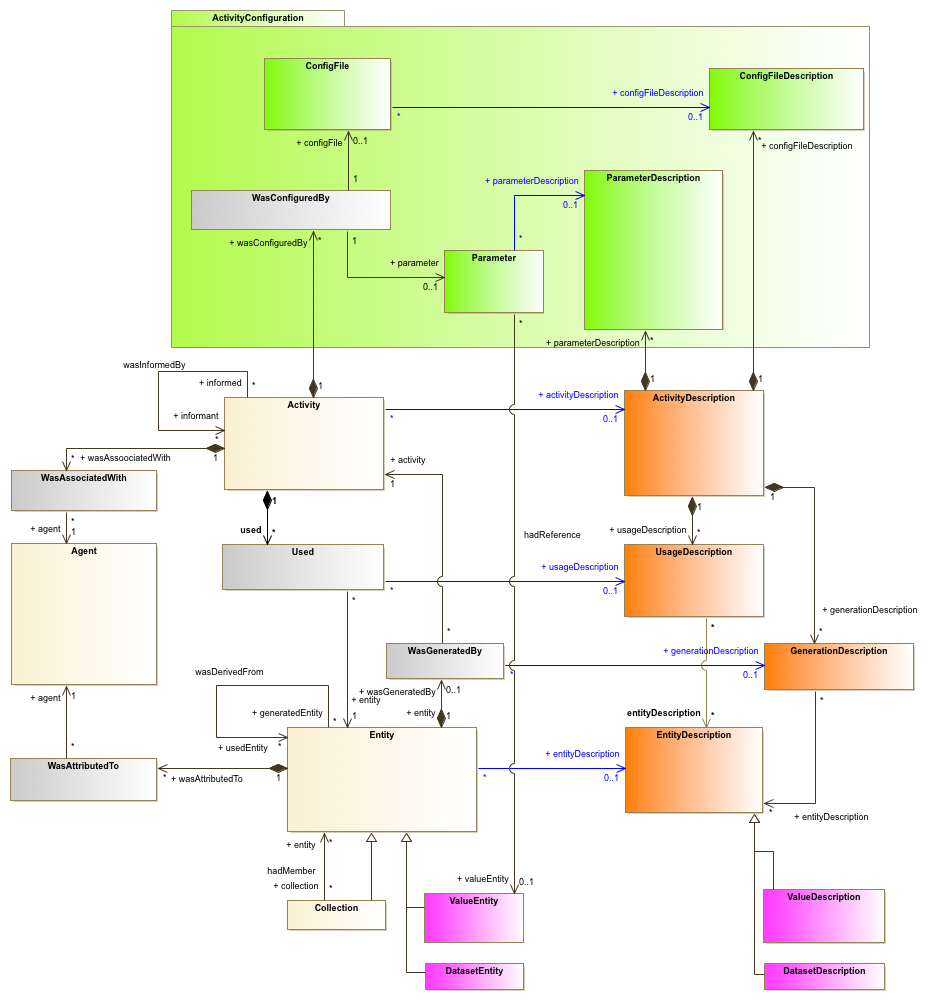 ActivityConfiguration
ConfigFile
ConfigFileDescription
+ configFileDescription
*
0..1
+ configFile
0..1
*
+ configFileDescription
1
WasConfiguredBy
+ parameterDescription
ParameterDescription
0..1
+ wasConfiguredBy
*
1
*
+ parameter
Parameter
0..1
*
+ parameterDescription
*
wasInformedBy
+ informed
*
1
1
1
+ informant
*
Activity
+ activityDescription
*
0..1
ActivityDescription
* + wasAssoociatedWith
1
+ activity
1
WasAssociatedWith
1
1
1
*
+ agent
1
used
*
hadReference
+ usageDescription
*
Agent
Used
+ usageDescription
*
0..1
UsageDescription
*
*
*
+ generationDescription
*
WasGeneratedBy
+ generationDescription
*
0..1
GenerationDescription
wasDerivedFrom
+ agent
1
+ wasGeneratedBy
0..1
+ entity
*
+ generatedEntity
*
1
+ entity
1
entityDescription
*
+ usedEntity
*
Entity
EntityDescription
*
WasAttributedTo
* + wasAttributedTo
1
+ entityDescription
*
0..1
*
+ entityDescription
+ entity
*
hadMember
+ collection
*
+ valueEntity
0..1
Collection
ValueEntity
ValueDescription
DatasetEntity
DatasetDescription